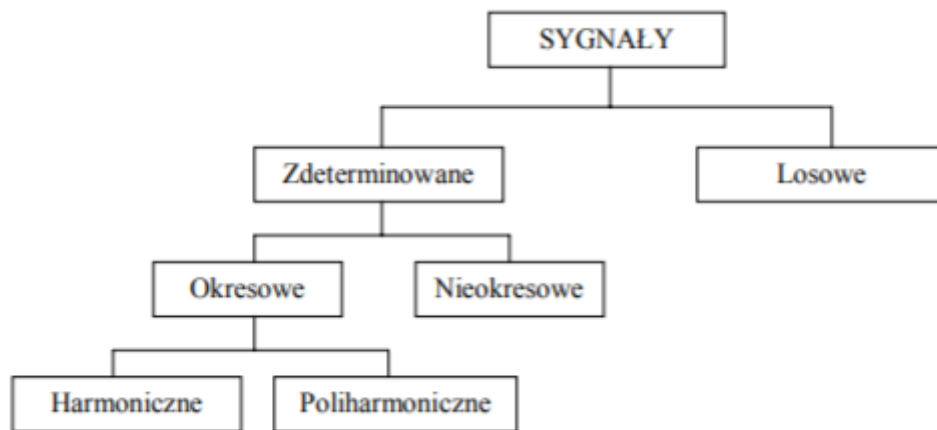 SYGNAŁY
Zdeterminowane
Losowe
Okresowe
Nieokresowe
Harmoniczne
Poliharmoniczne